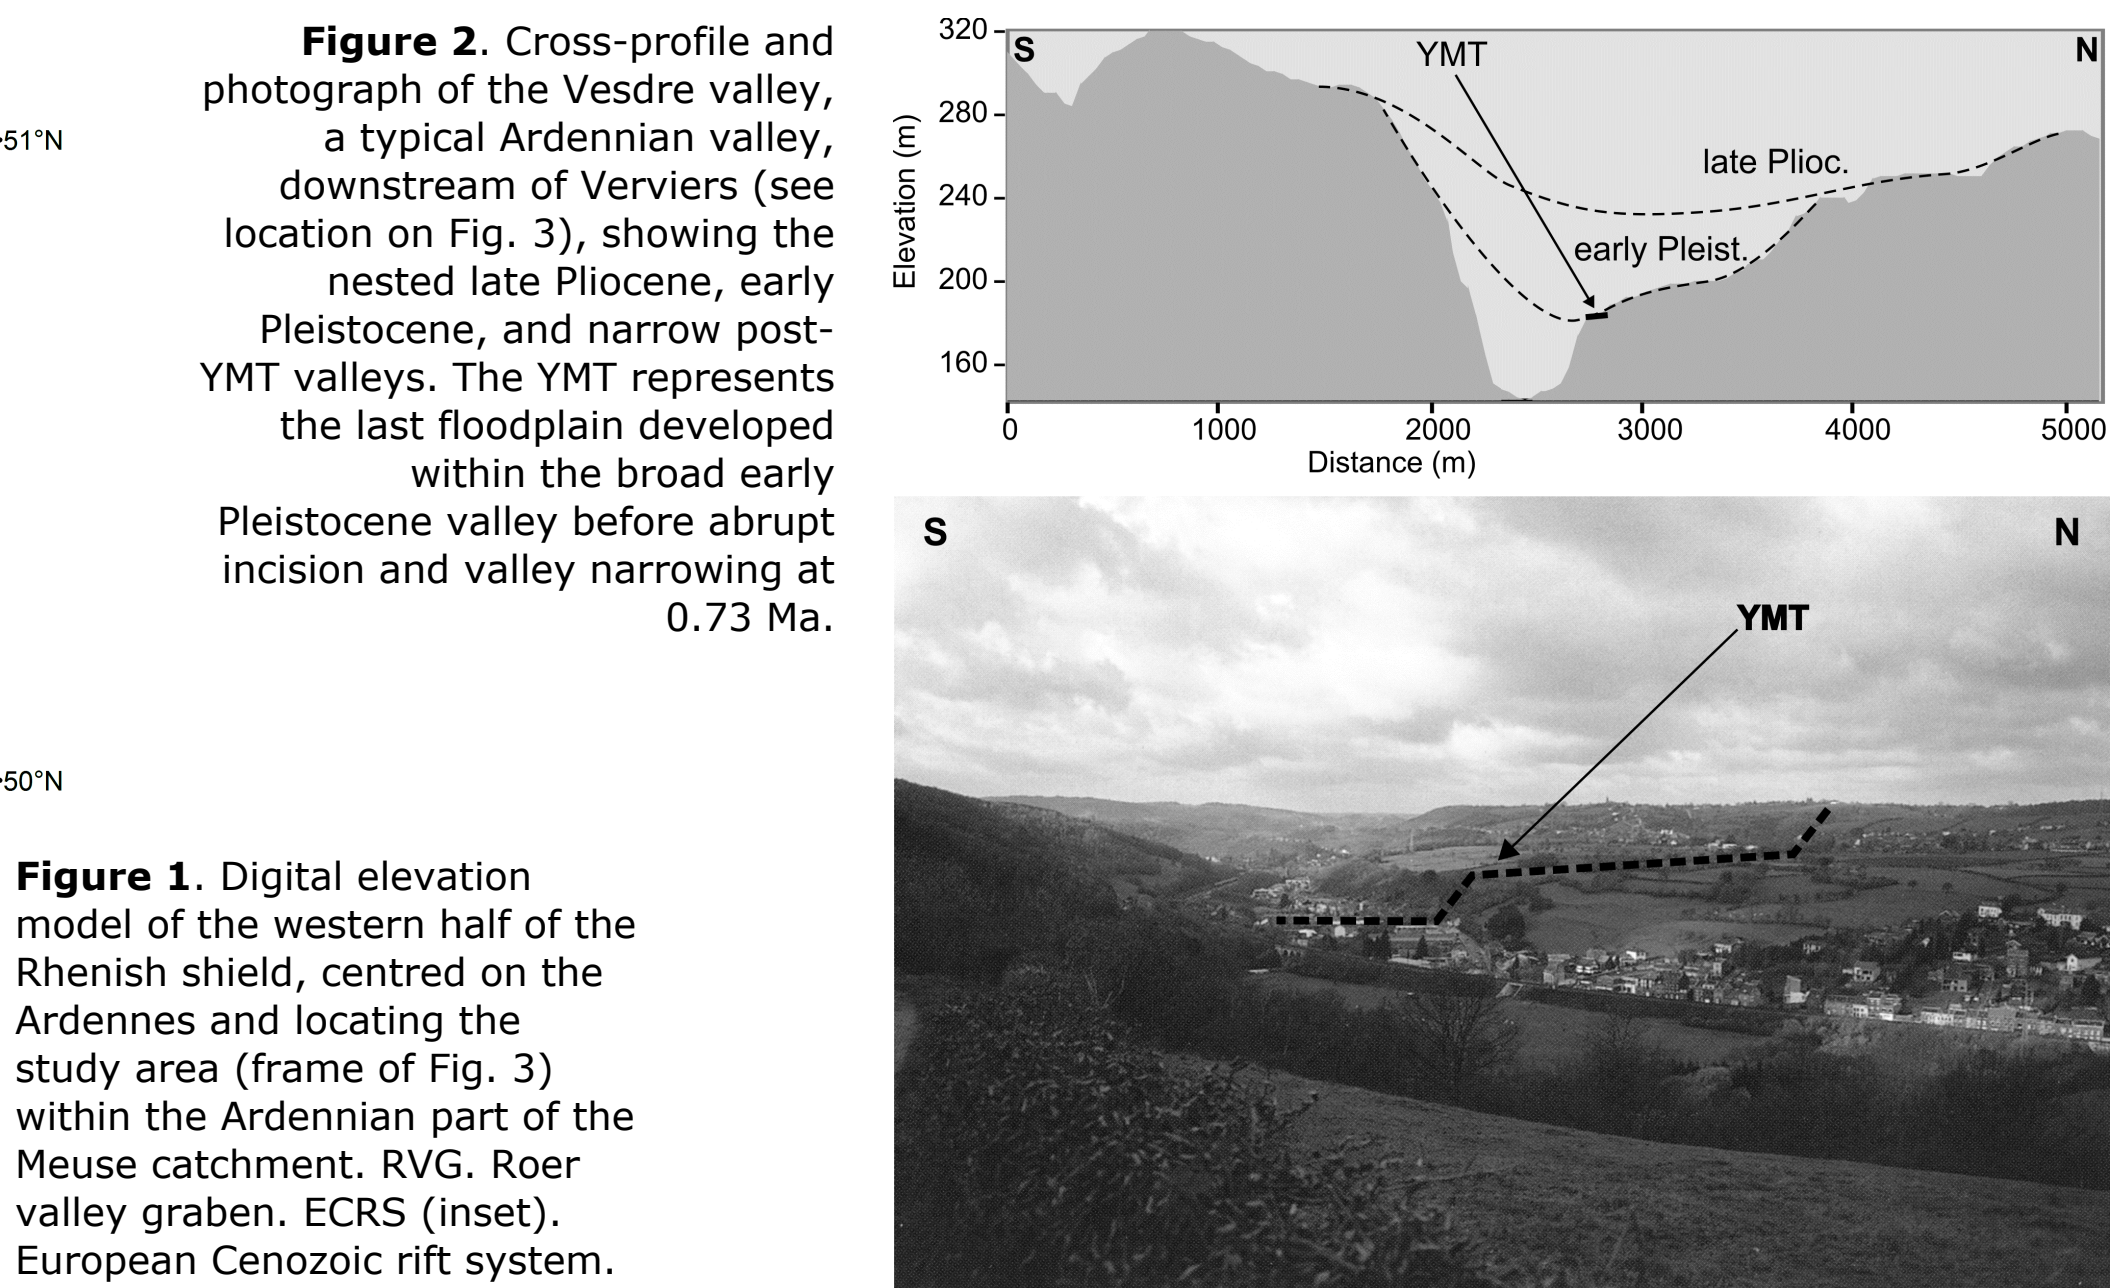 Figure 2. Cross-profile and
photograph of the Vesdre valley,
a typical Ardennian valley,
downstream of Verviers (see
location on Fig. 3), showing the
nested late Pliocene, early
Pleistocene, and narrow post-
YMT valleys. The YMT represents
the last floodplain developed
within the broad early
Pleistocene valley before abrupt
incision and valley narrowing at
0.73 Ma.
51°N
50°N
Figure 1. Digital elevation
model of the western half of the
Rhenish shield, centred on the
Ardennes and locating the
study area (frame of Fig. 3)
within the Ardennian part of the
Meuse catchment. RVG. Roer
valley graben. ECRS (inset).
European Cenozoic rift system.
320
280
240
200
160
Elevation (m)
S
N
YMT
late Plioc.
early Pleist.
0
1000
2000
3000
4000
5000
Distance (m)
S
N
YMT